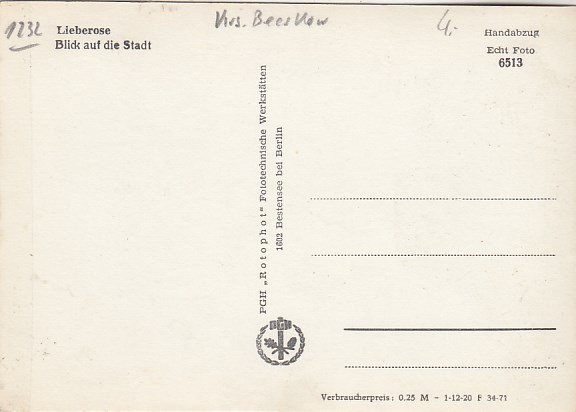 1232
Krs. Beeskow
4,-
Lieberose
Blick auf die Stadt
Handabzug
Echt Foto
6513
PGH „Rotophot“ Fototechnische Werkstätten
1602 Bestensee bei Berlin
Verbraucherpreis: 0.25 M - 1-12-20 F 34-71